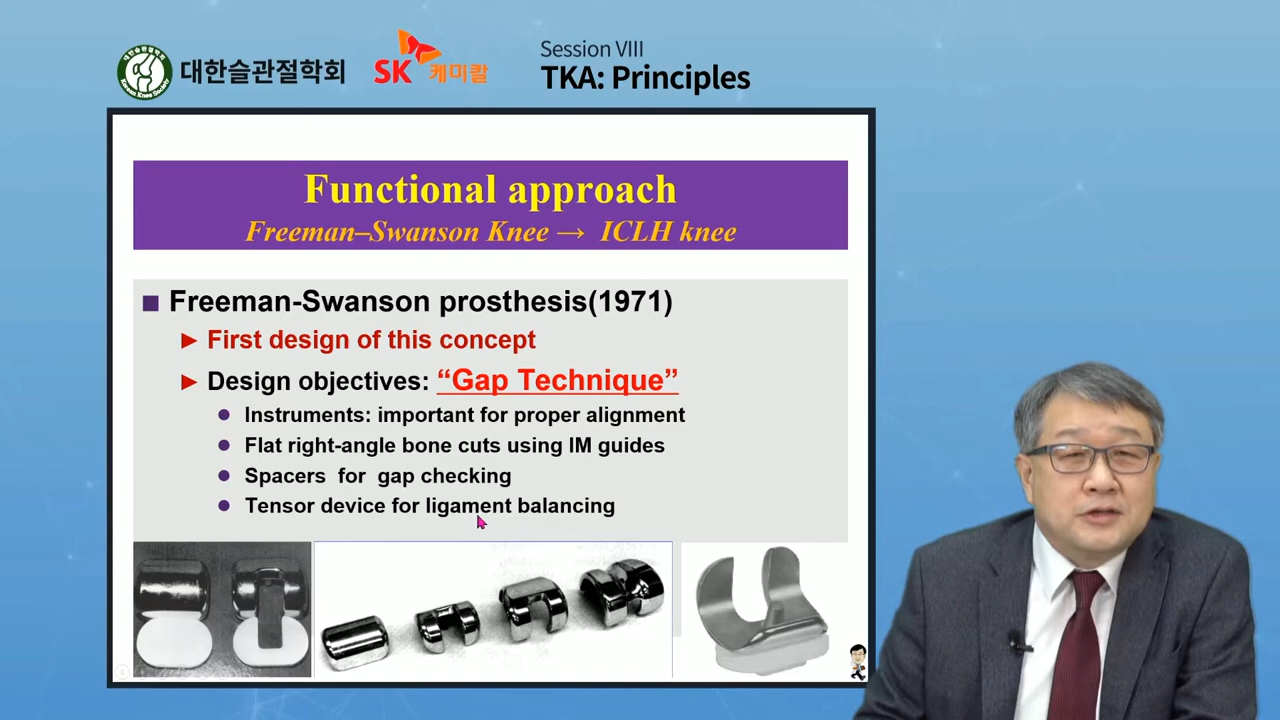 대한슬관절학회
SK 케미칼
Session VIII
TKA: Principles
Functional approach
Freeman–Swanson Knee → ICLH knee
Freeman-Swanson prosthesis(1971)
First design of this concept
Design objectives: “Gap Technique”
Instruments: important for proper alignment
Flat right-angle bone cuts using IM guides
Spacers for gap checking
Tensor device for ligament balancing